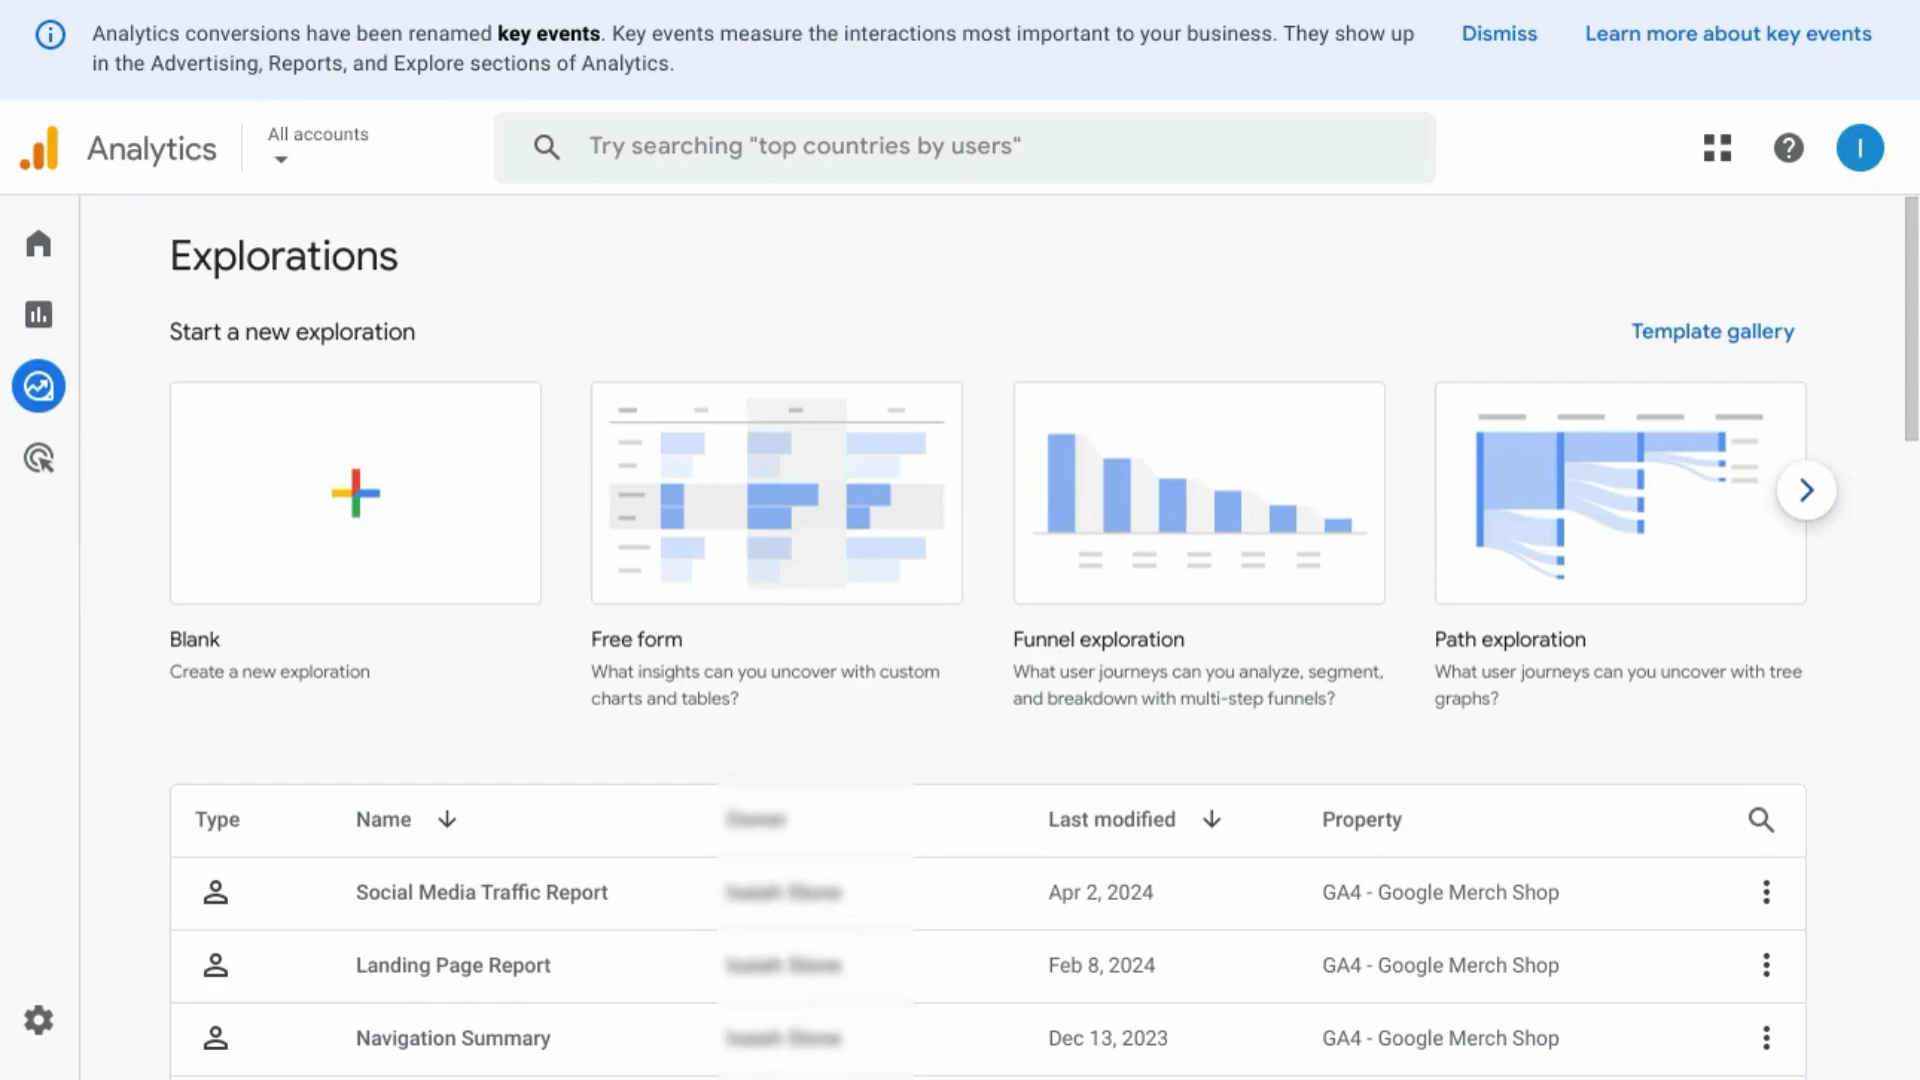 Analytics conversions have been renamed key events. Key events measure the interactions most important to your business. They show up
in the Advertising, Reports, and Explore sections of Analytics.
Dismiss
Learn more about key events
Analytics
All accounts
Try searching "top countries by users"
I
Explorations
Start a new exploration
Template gallery
Blank
Create a new exploration
Free form
What insights can you uncover with custom
charts and tables?
Funnel exploration
What user journeys can you analyze, segment,
and breakdown with multi-step funnels?
Path exploration
What user journeys can you uncover with tree
graphs?
Type Name Last modified Property
Social Media Traffic Report Apr 2, 2024 GA4 - Google Merch Shop
Landing Page Report Feb 8, 2024 GA4 - Google Merch Shop
Navigation Summary Dec 13, 2023 GA4 - Google Merch Shop